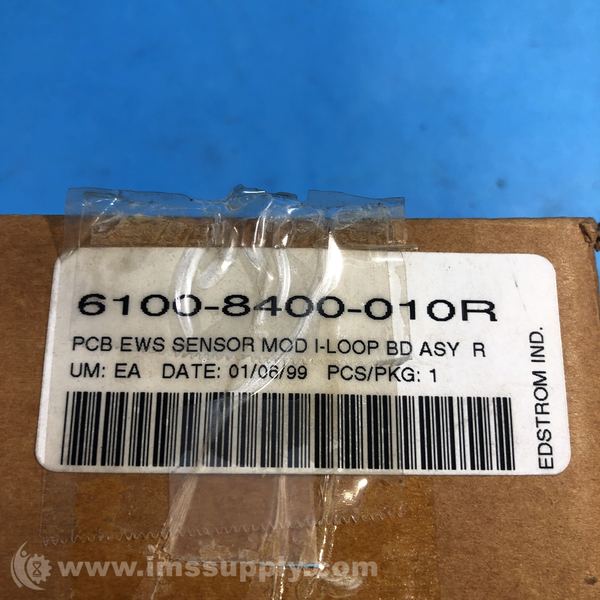 6100-8400-010R
PCB EWS SENSOR MOD I-LOOP BD ASY R
UM: EA DATE: 01/06/99 PCS/PKG: 1
EDSTROM IND.
www.imssupply.com